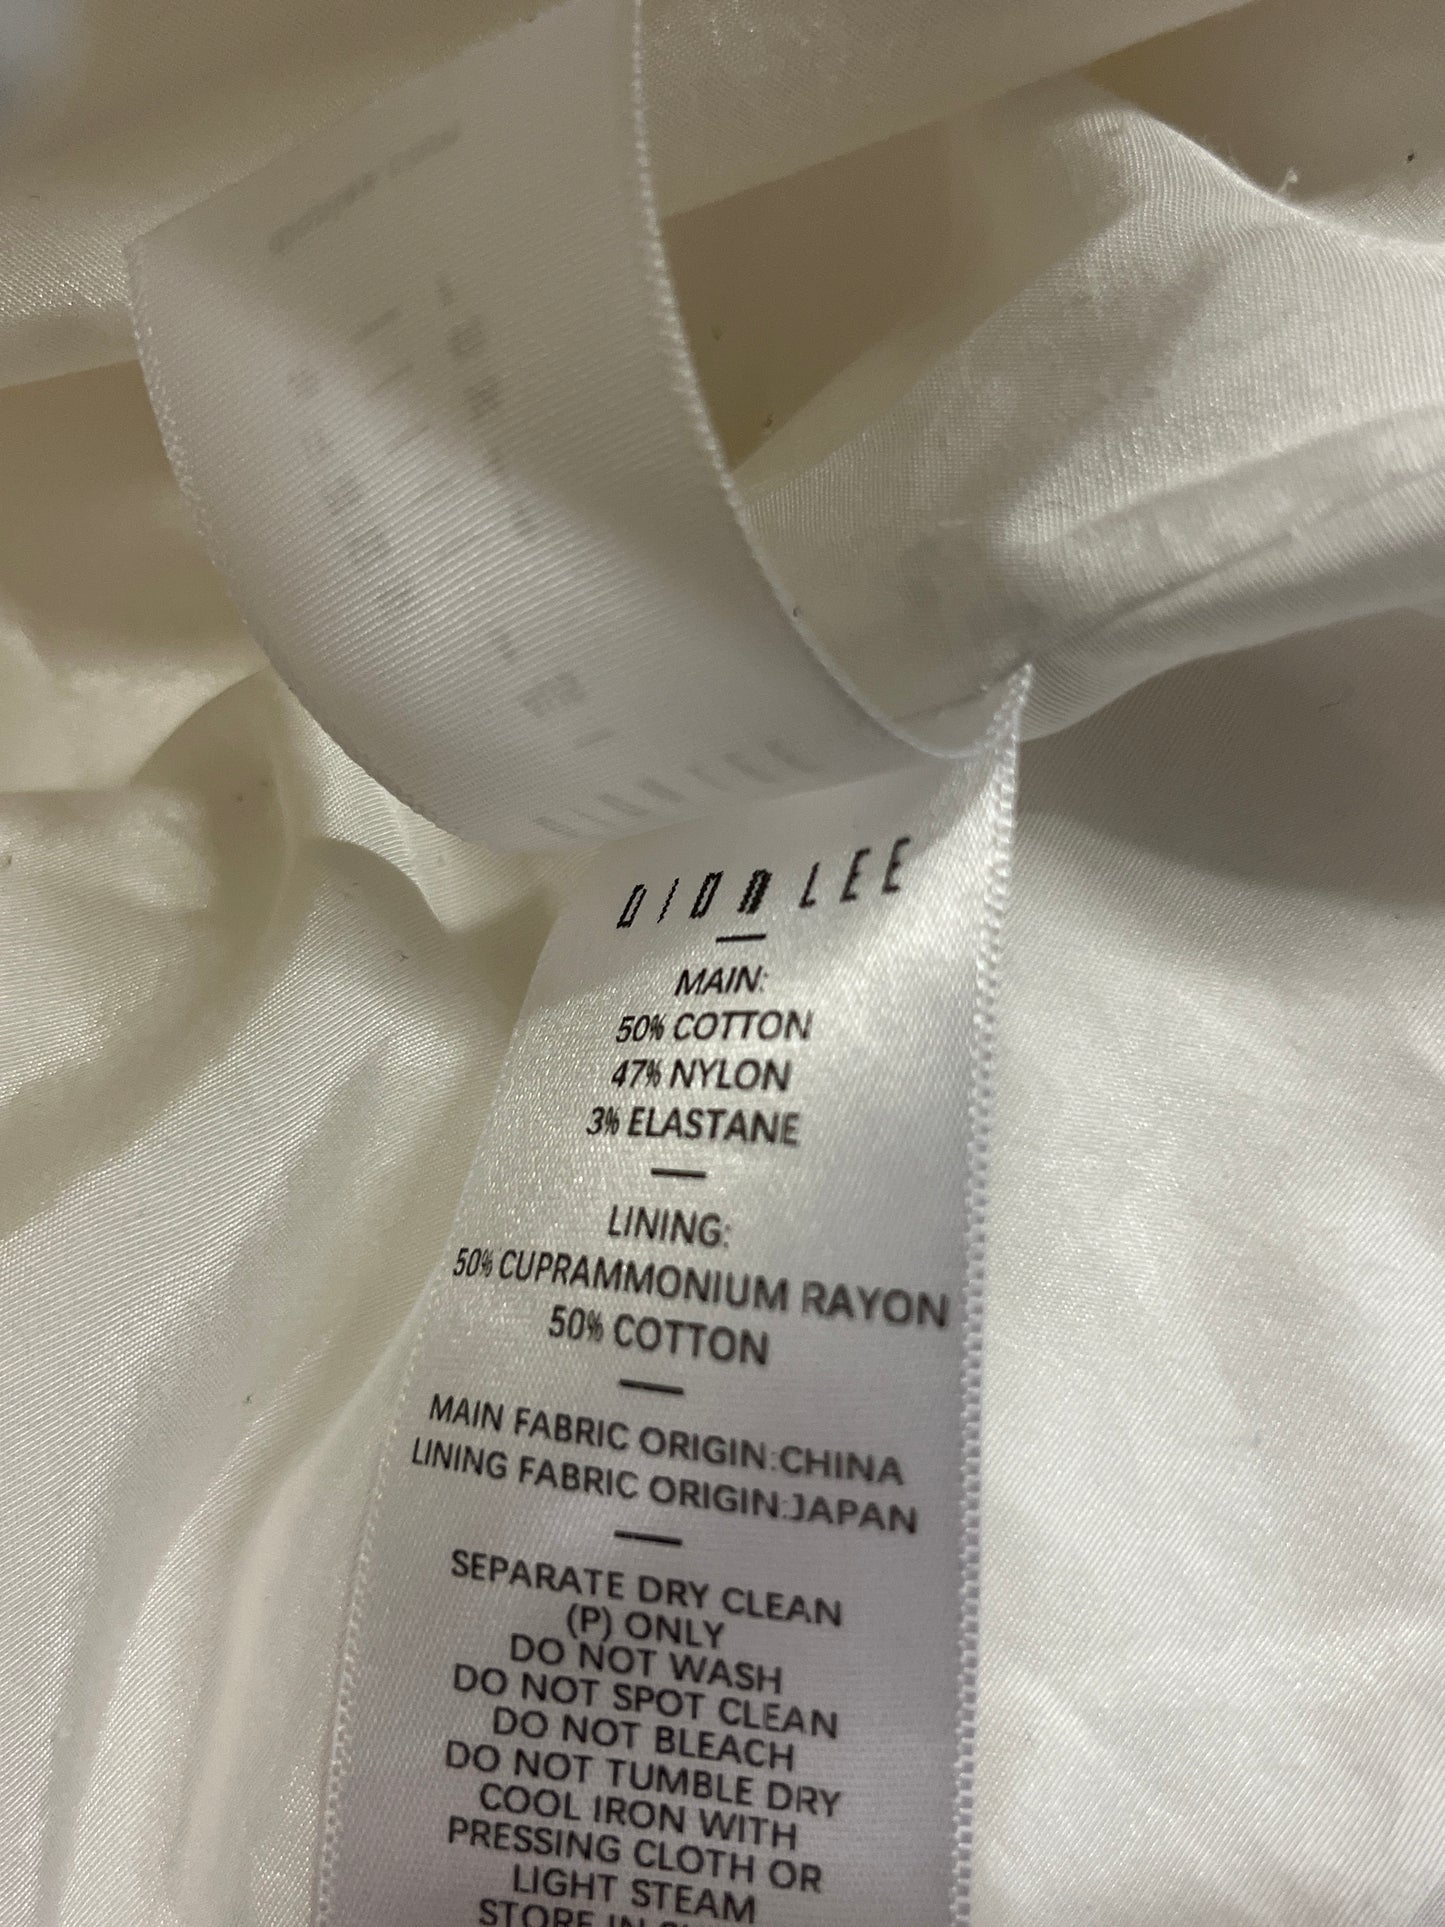 DION LEE
MAIN:
50% COTTON
47% NYLON
3% ELASTANE
LINING:
50% CUPRAMMONIUM RAYON
50% COTTON
MAIN FABRIC ORIGIN:CHINA
LINING FABRIC ORIGIN:JAPAN
SEPARATE DRY CLEAN
(P) ONLY
DO NOT WASH
DO NOT SPOT CLEAN
DO NOT BLEACH
DO NOT TUMBLE DRY
COOL IRON WITH
PRESSING CLOTH OR
LIGHT STEAM
STORE IN